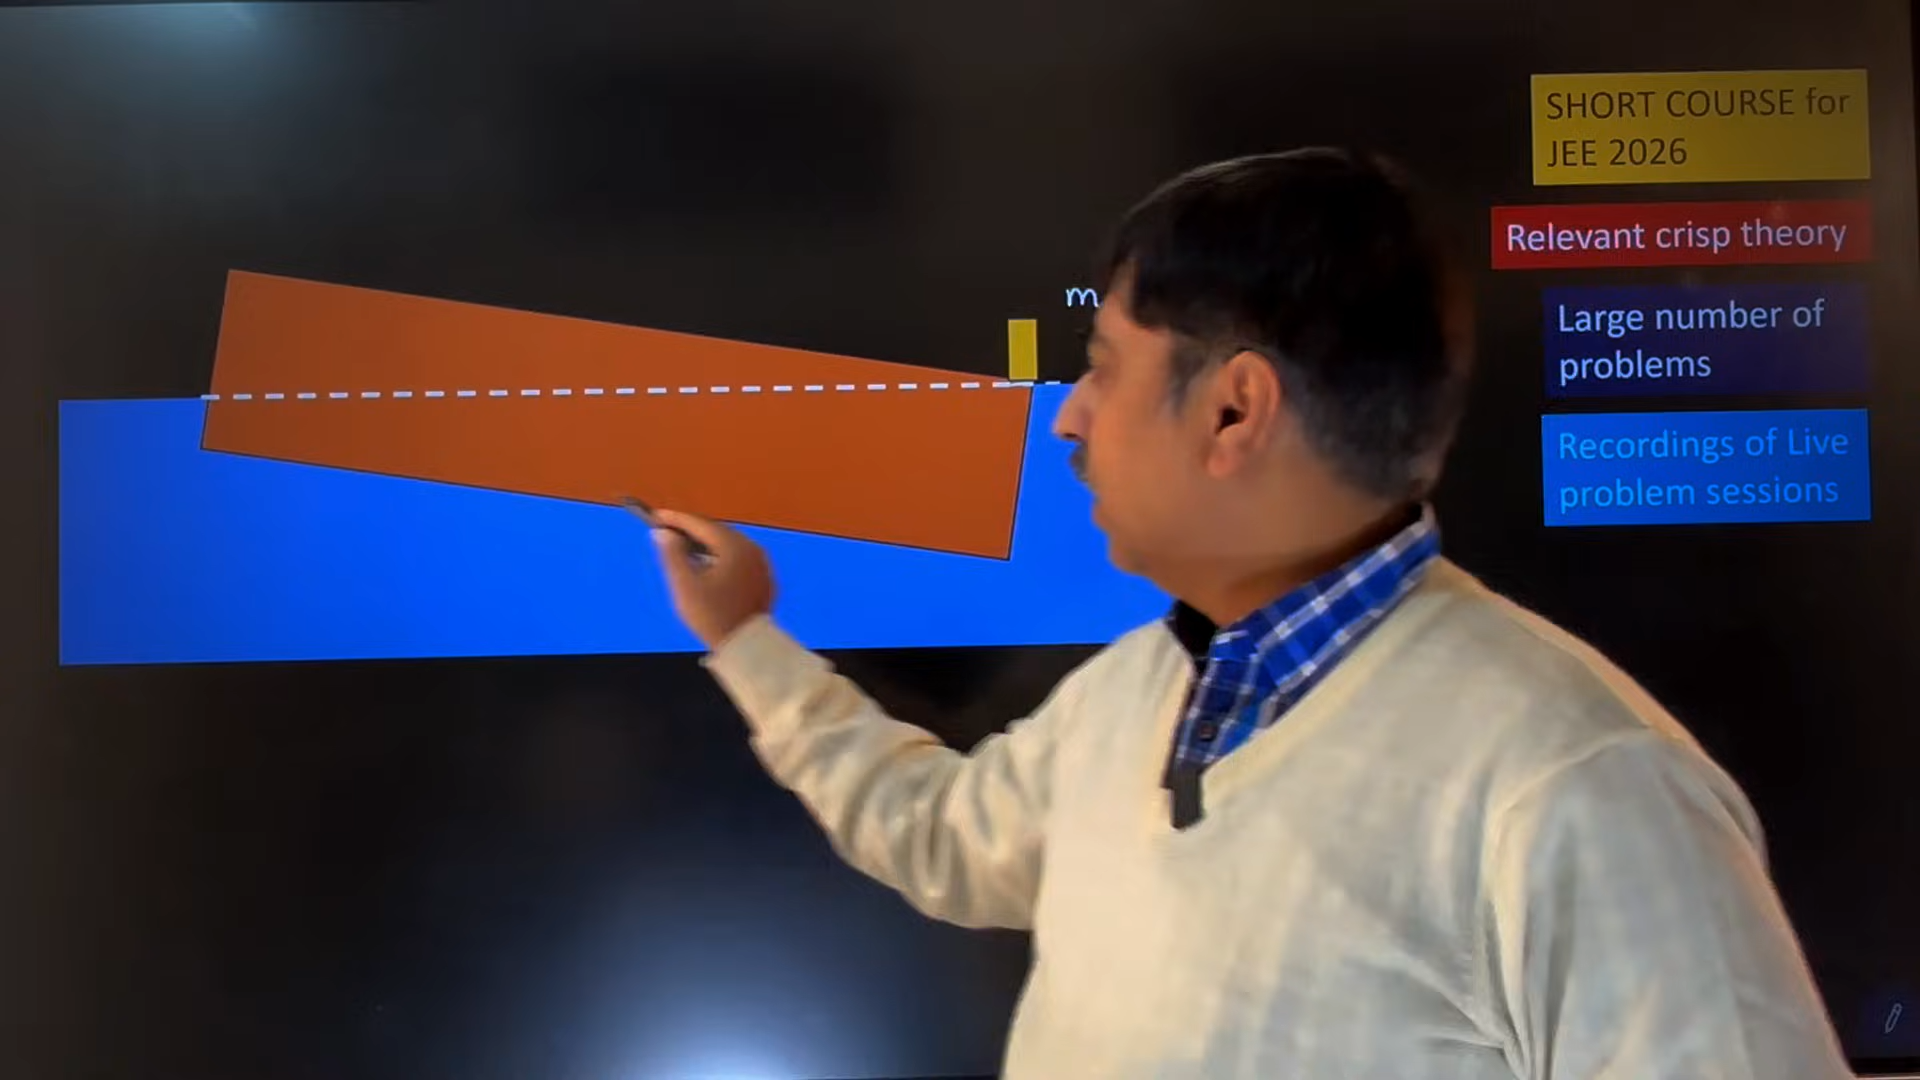 m
SHORT COURSE for
JEE 2026
Relevant crisp theory
Large number of
problems
Recordings of Live
problem sessions